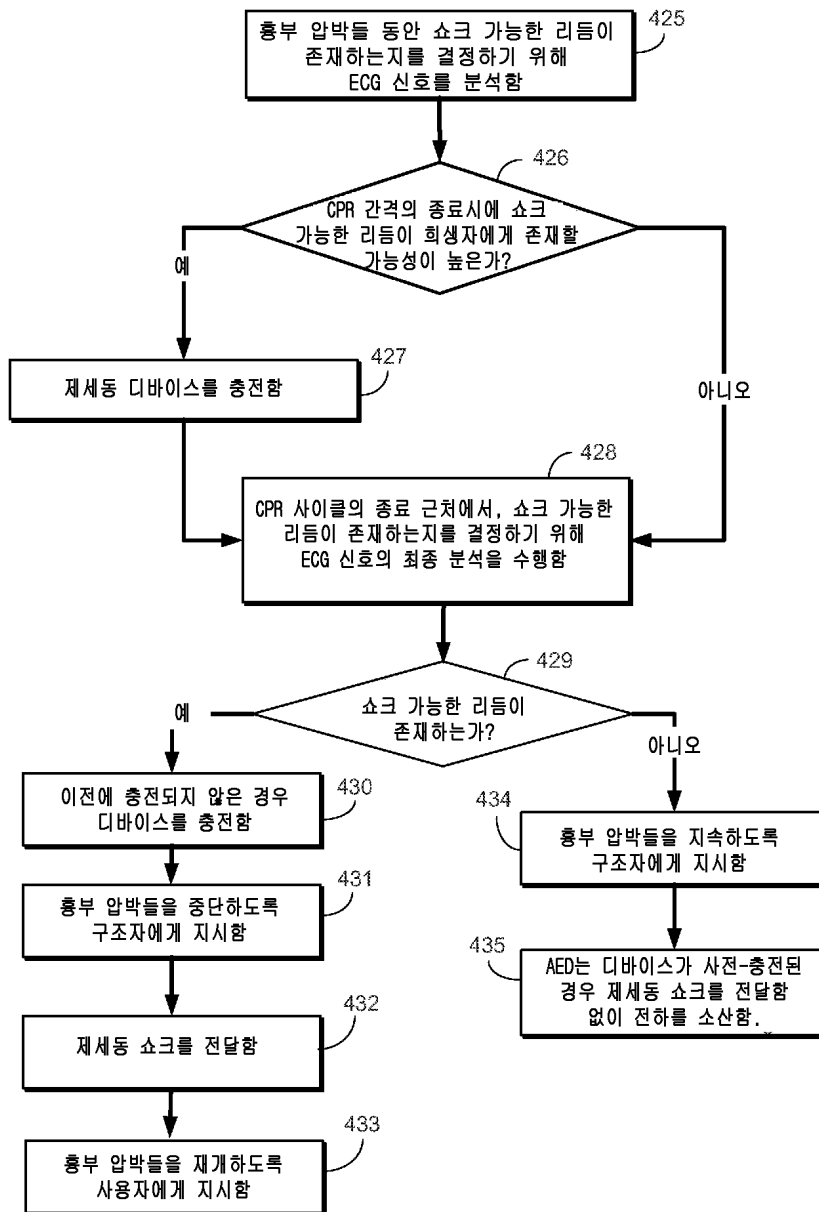 흉부 압박들 동안 쇼크 가능한 리듬이
존재하는지를 결정하기 위해
ECG 신호를 분석함
425
426
CPR 간격의 종료시에 쇼크
가능한 리듬이 희생자에게 존재할
가능성이 높은가?
예
아니오
427
제세동 디바이스를 충전함
428
CPR 사이클의 종료 근처에서, 쇼크 가능한
리듬이 존재하는지를 결정하기 위해
ECG 신호의 최종 분석을 수행함
429
쇼크 가능한 리듬이
존재하는가?
예
아니오
이전에 충전되지 않은 경우
디바이스를 충전함
430
흉부 압박들을 중단하도록
구조자에게 지시함
431
제세동 쇼크를 전달함
432
흉부 압박들을 재개하도록
사용자에게 지시함
433
434
흉부 압박들을 지속하도록
구조자에게 지시함
435
AED는 디바이스가 사전-충전된
경우 제세동 쇼크를 전달함
없이 전하를 소산함.